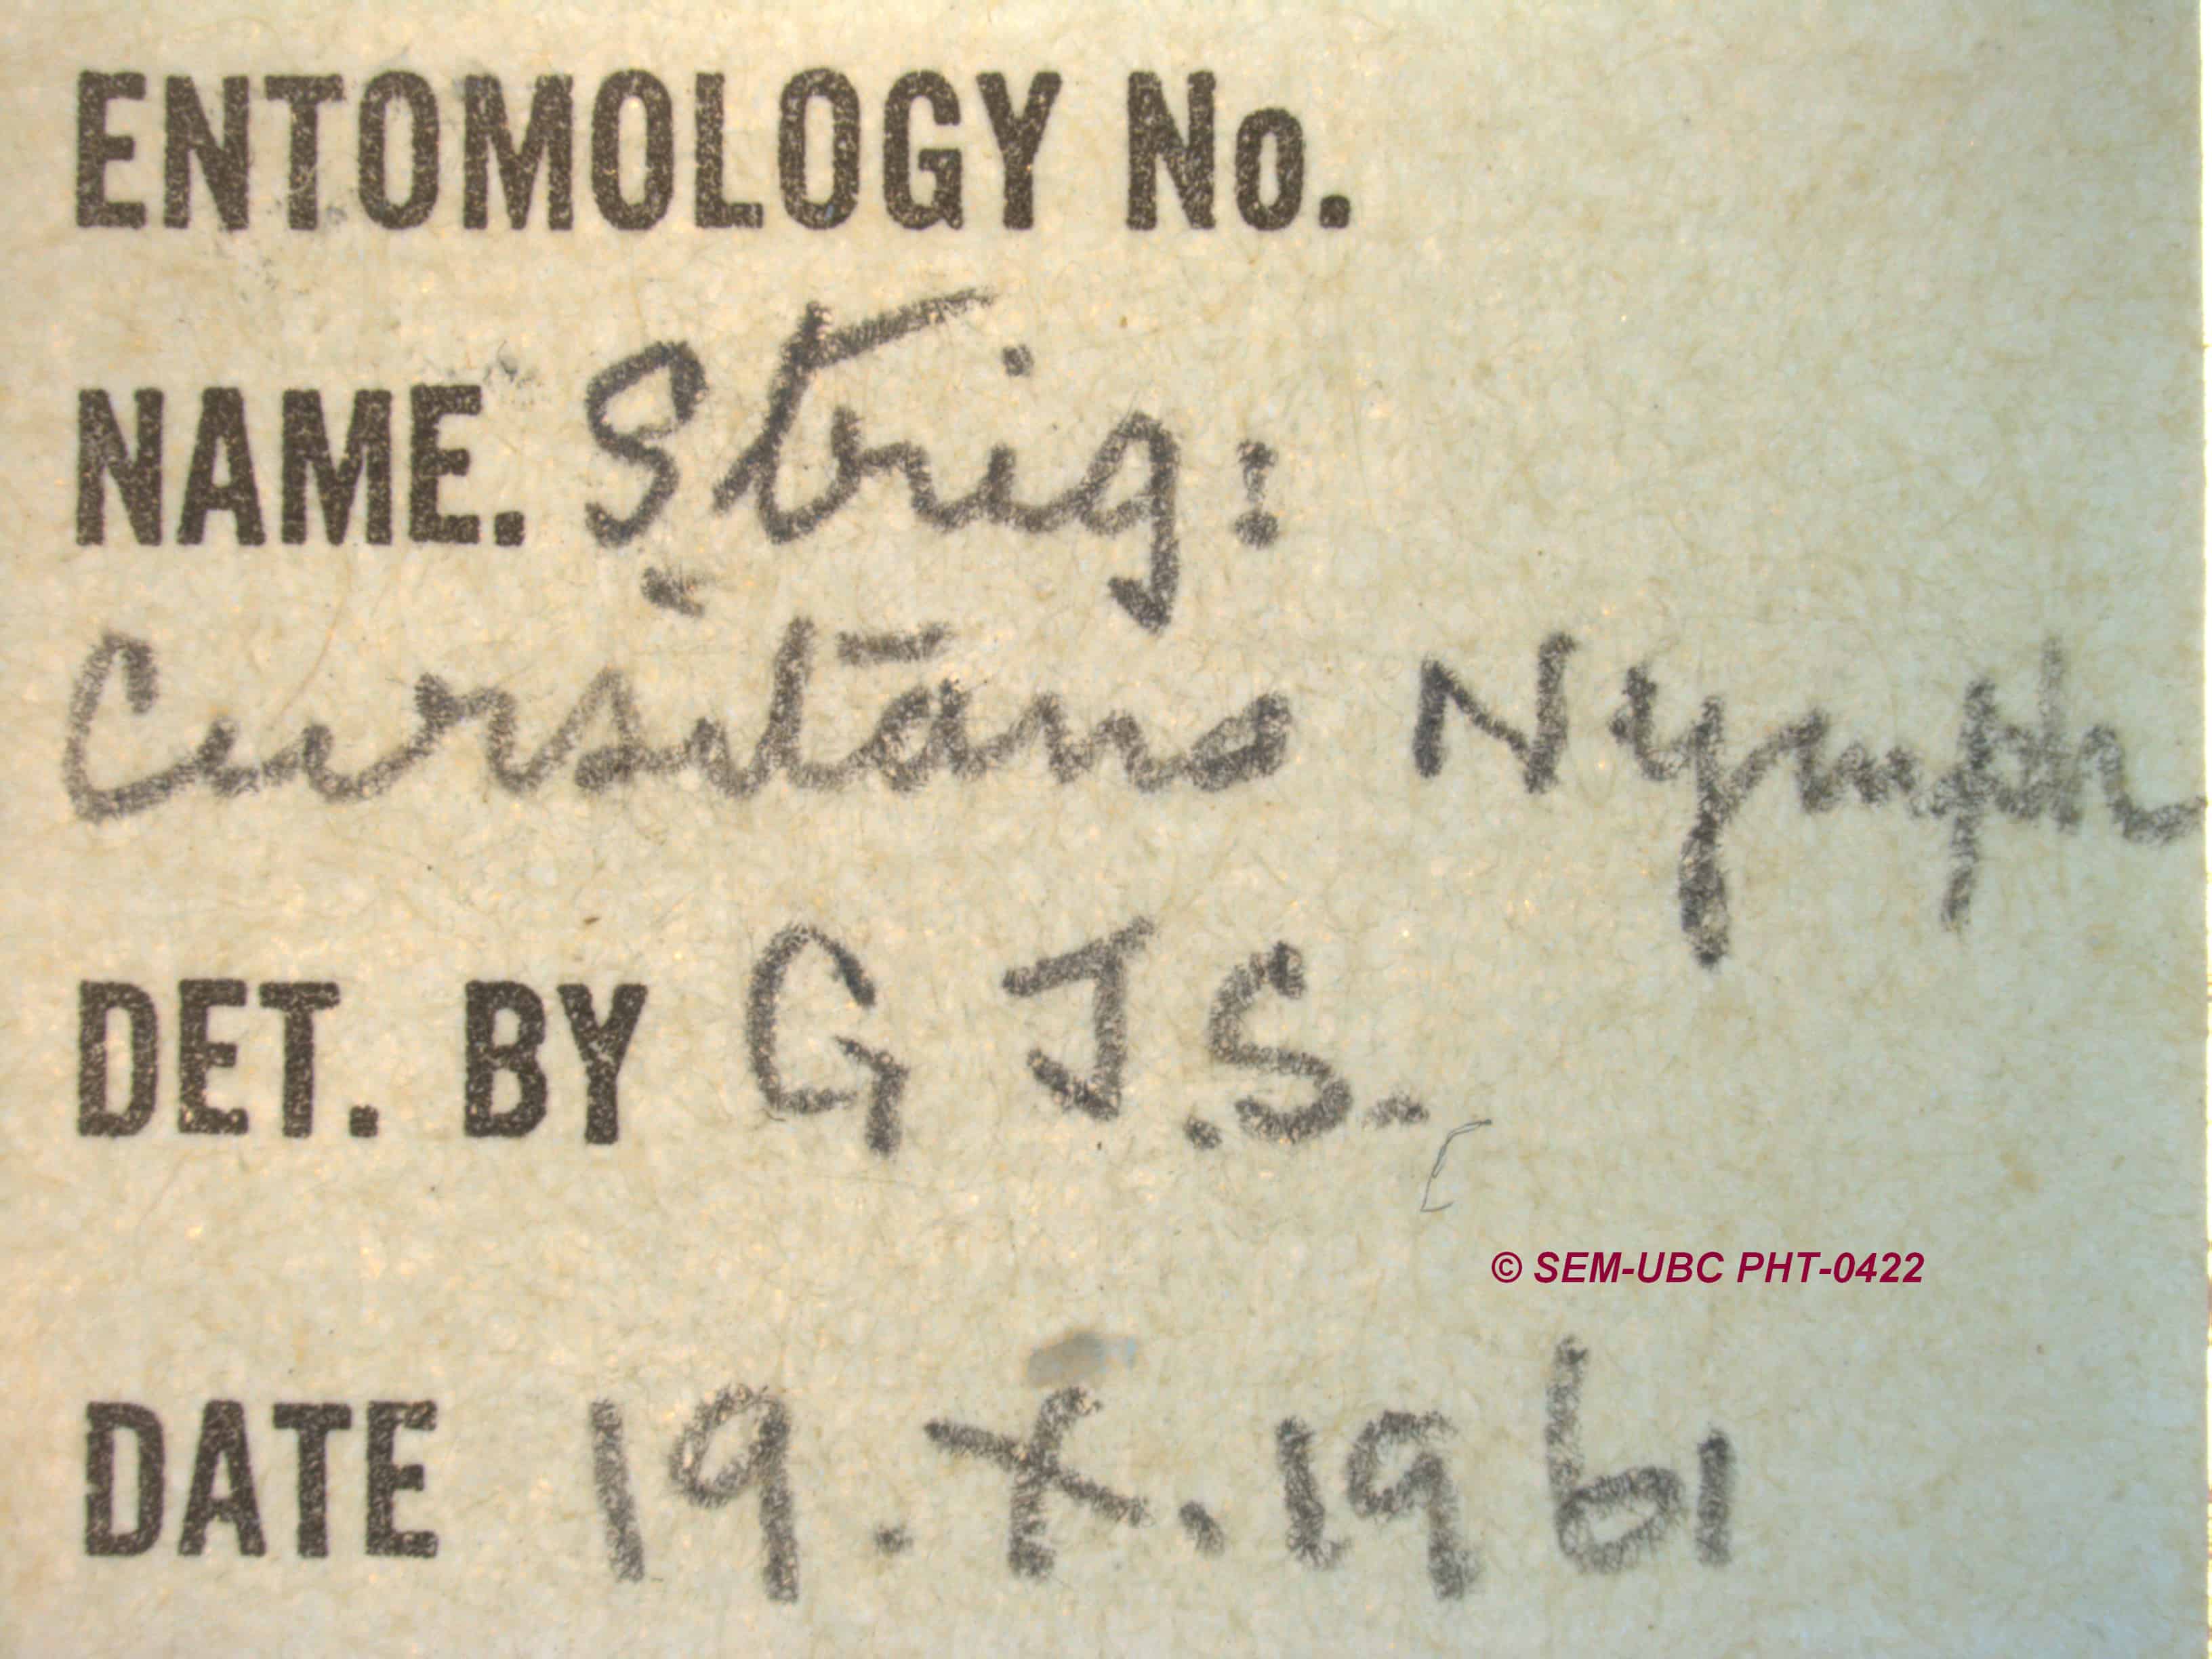 ENTOMOLOGY No.
NAME. Strig:
Cursitans Nymph
DET. BY G J.S.
© SEM-UBC PHT-0422
DATE 19.X.1961